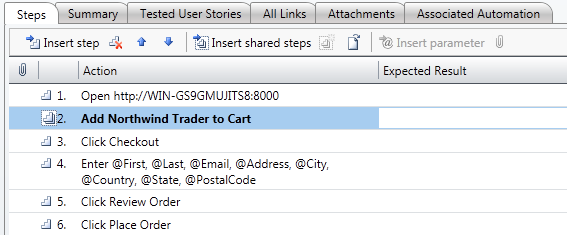 Steps Summary Tested User Stories All Links Attachments Associated Automation
Insert step Insert shared steps Insert parameter
Action Expected Result
1. Open http://WIN-GS9GMUJITS8:8000
2. Add Northwind Trader to Cart
3. Click Checkout
4. Enter @First, @Last, @Email, @Address, @City,
@Country, @State, @PostalCode
5. Click Review Order
6. Click Place Order